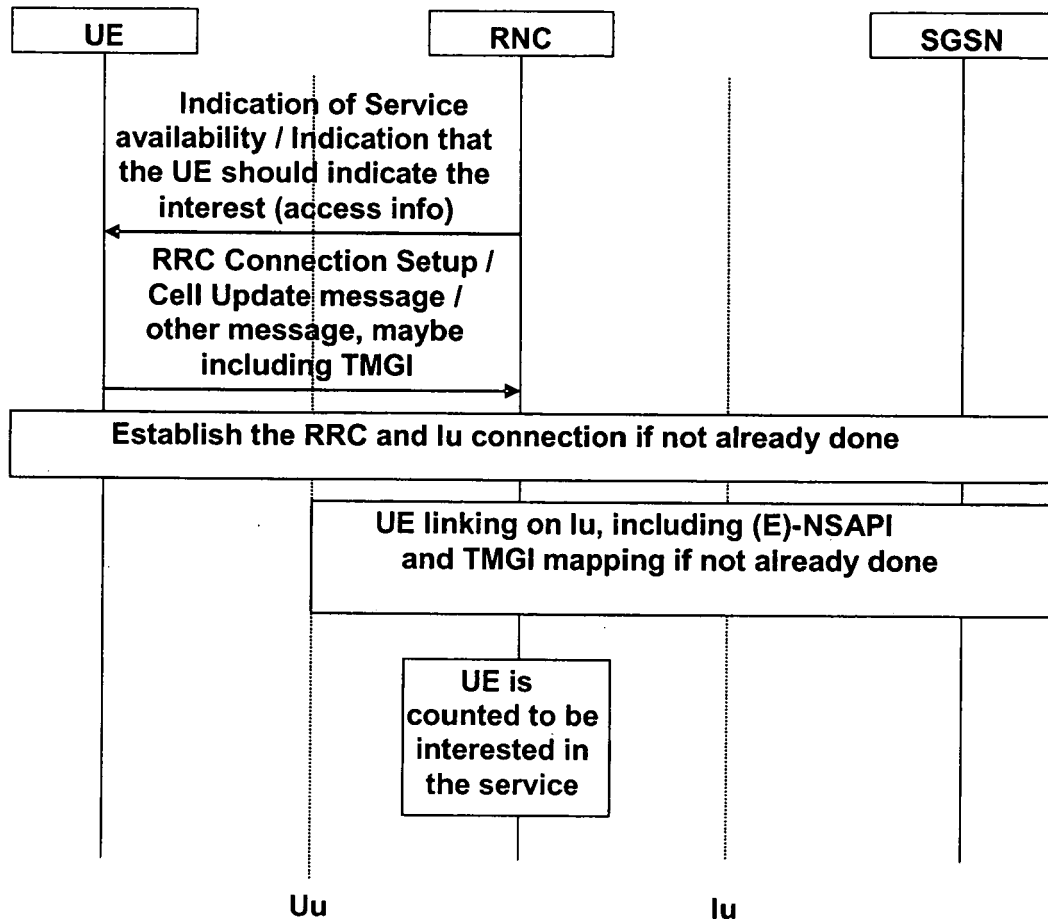 UE
RNC
SGSN
Indication of Service
availability / Indication that
the UE should indicate the
interest (access info)
RRC Connection Setup /
Cell Update message /
other message, maybe
including TMGI
Establish the RRC and Iu connection if not already done
UE linking on Iu, including (E)-NSAPI
and TMGI mapping if not already done
UE is
counted to be
interested in
the service
Uu
Iu